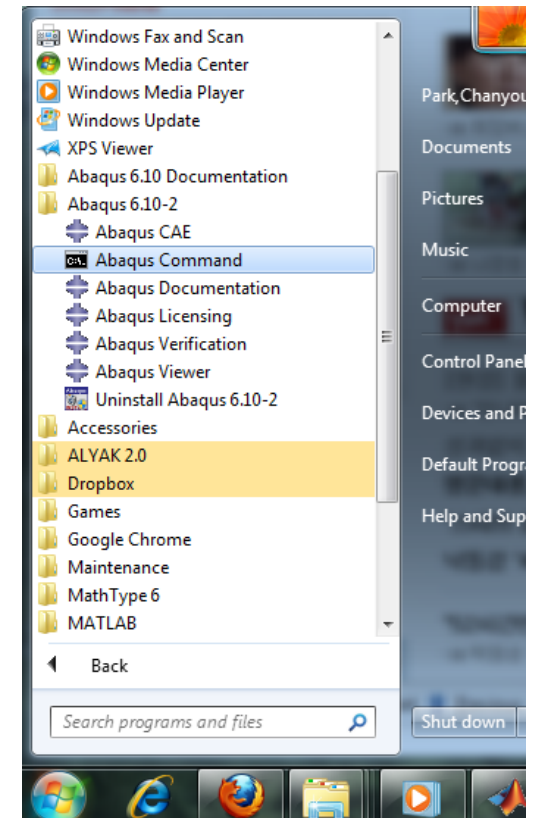 Windows Fax and Scan
Windows Media Center
Windows Media Player
Windows Update
XPS Viewer
Abaqus 6.10 Documentation
Abaqus 6.10-2
Abaqus CAE
Abaqus Command
Abaqus Documentation
Abaqus Licensing
Abaqus Verification
Abaqus Viewer
Uninstall Abaqus 6.10-2
Accessories
ALYAK 2.0
Dropbox
Games
Google Chrome
Maintenance
MathType 6
MATLAB
Back
Search programs and files
Park,Chanyou
Documents
Pictures
Music
Computer
Control Panel
Devices and P
Default Progr
Help and Sup
Shut down